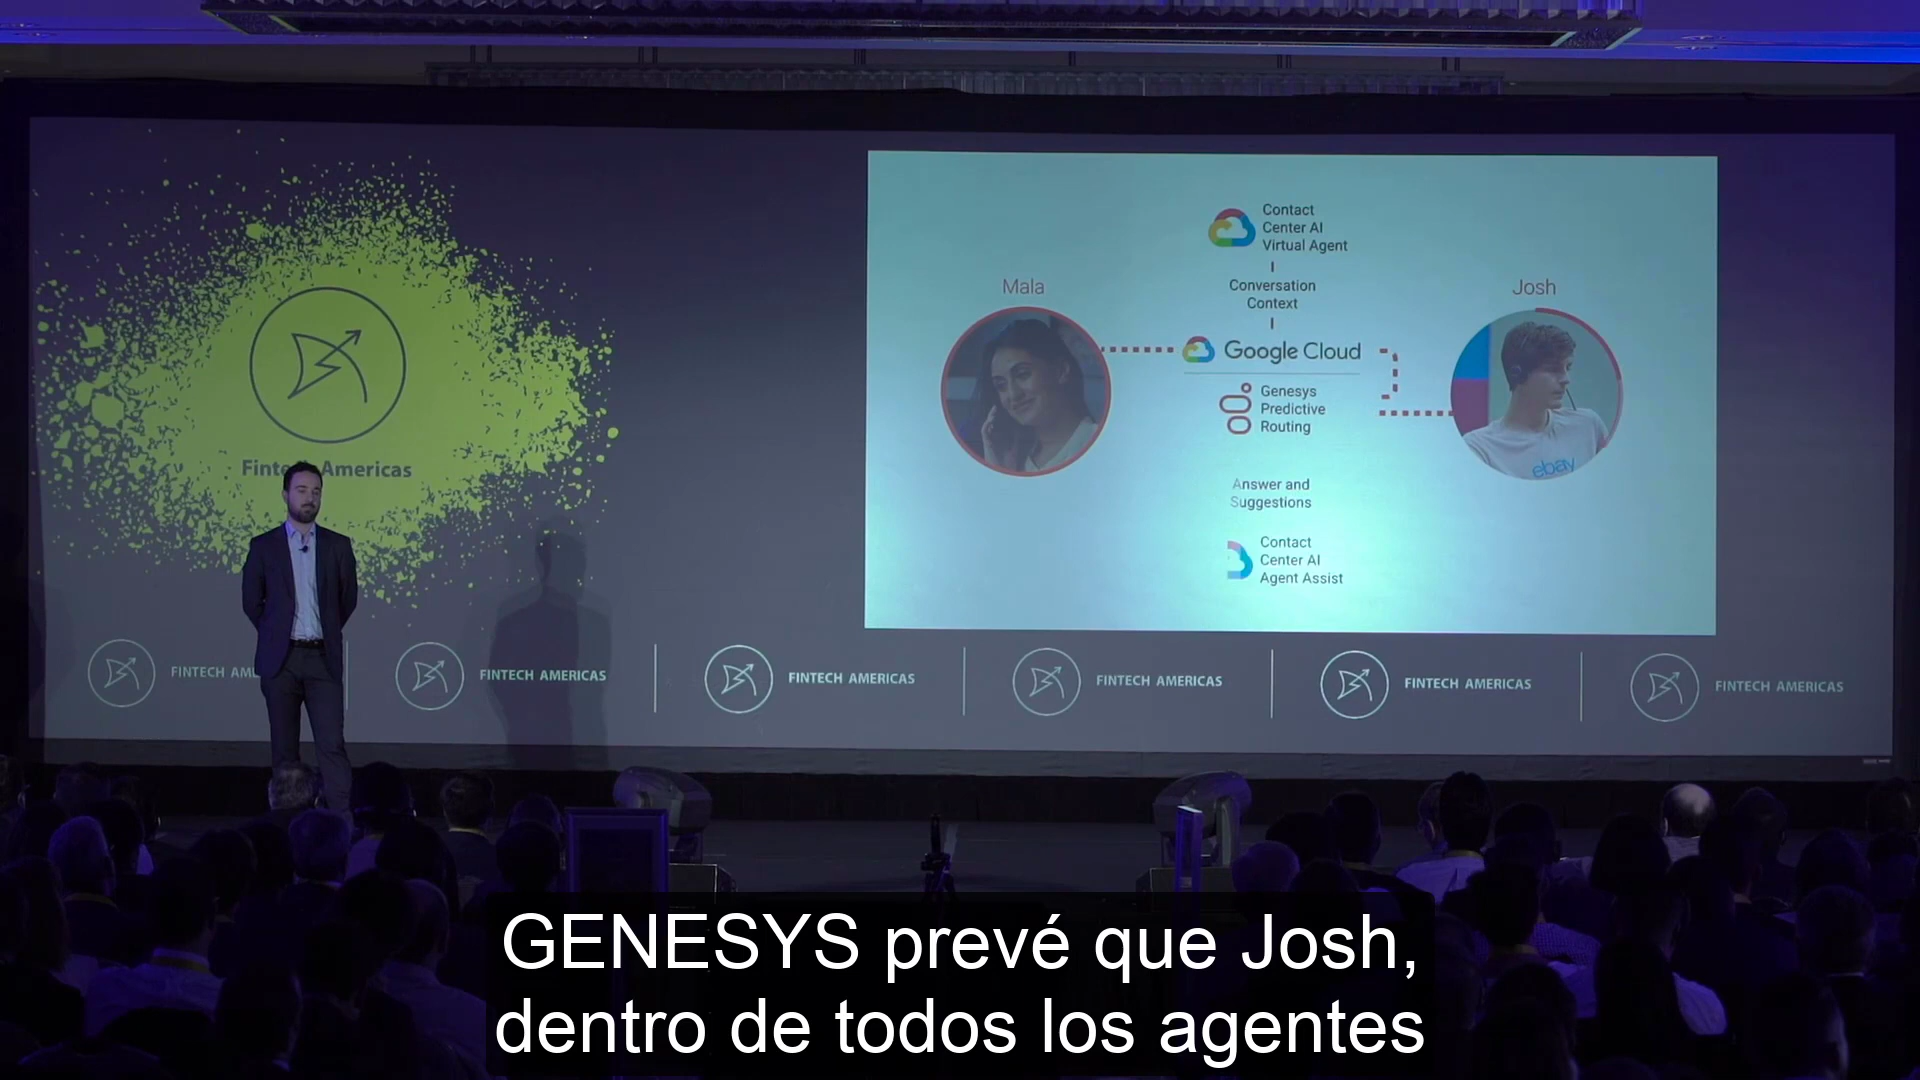 Contact
Center AI
Virtual Agent
Conversation
Context
Mala
Josh
Google Cloud
Genesys
Predictive
Routing
ebay
Answer and
Suggestions
Contact
Center AI
Agent Assist
Americas
FINTECH
FINTECH AMERICAS
FINTECH AMERICAS
FINTECH AMERICAS
FINTECH AMERICAS
FINTECH AMERICAS
GENESYS prevé que Josh,
dentro de todos los agentes